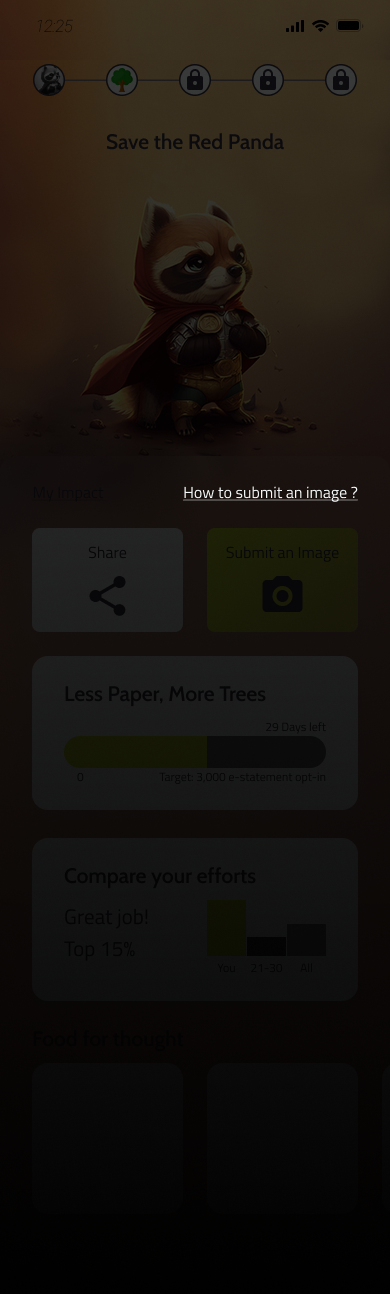 12:25
Save the Red Panda
My Impact
How to submit an image ?
Share
Submit an Image
Less Paper, More Trees
29 Days left
0
Target: 3,000 e-statement opt-in
Compare your efforts
Great job!
Top 15%
You
21-30
All
Food for thought